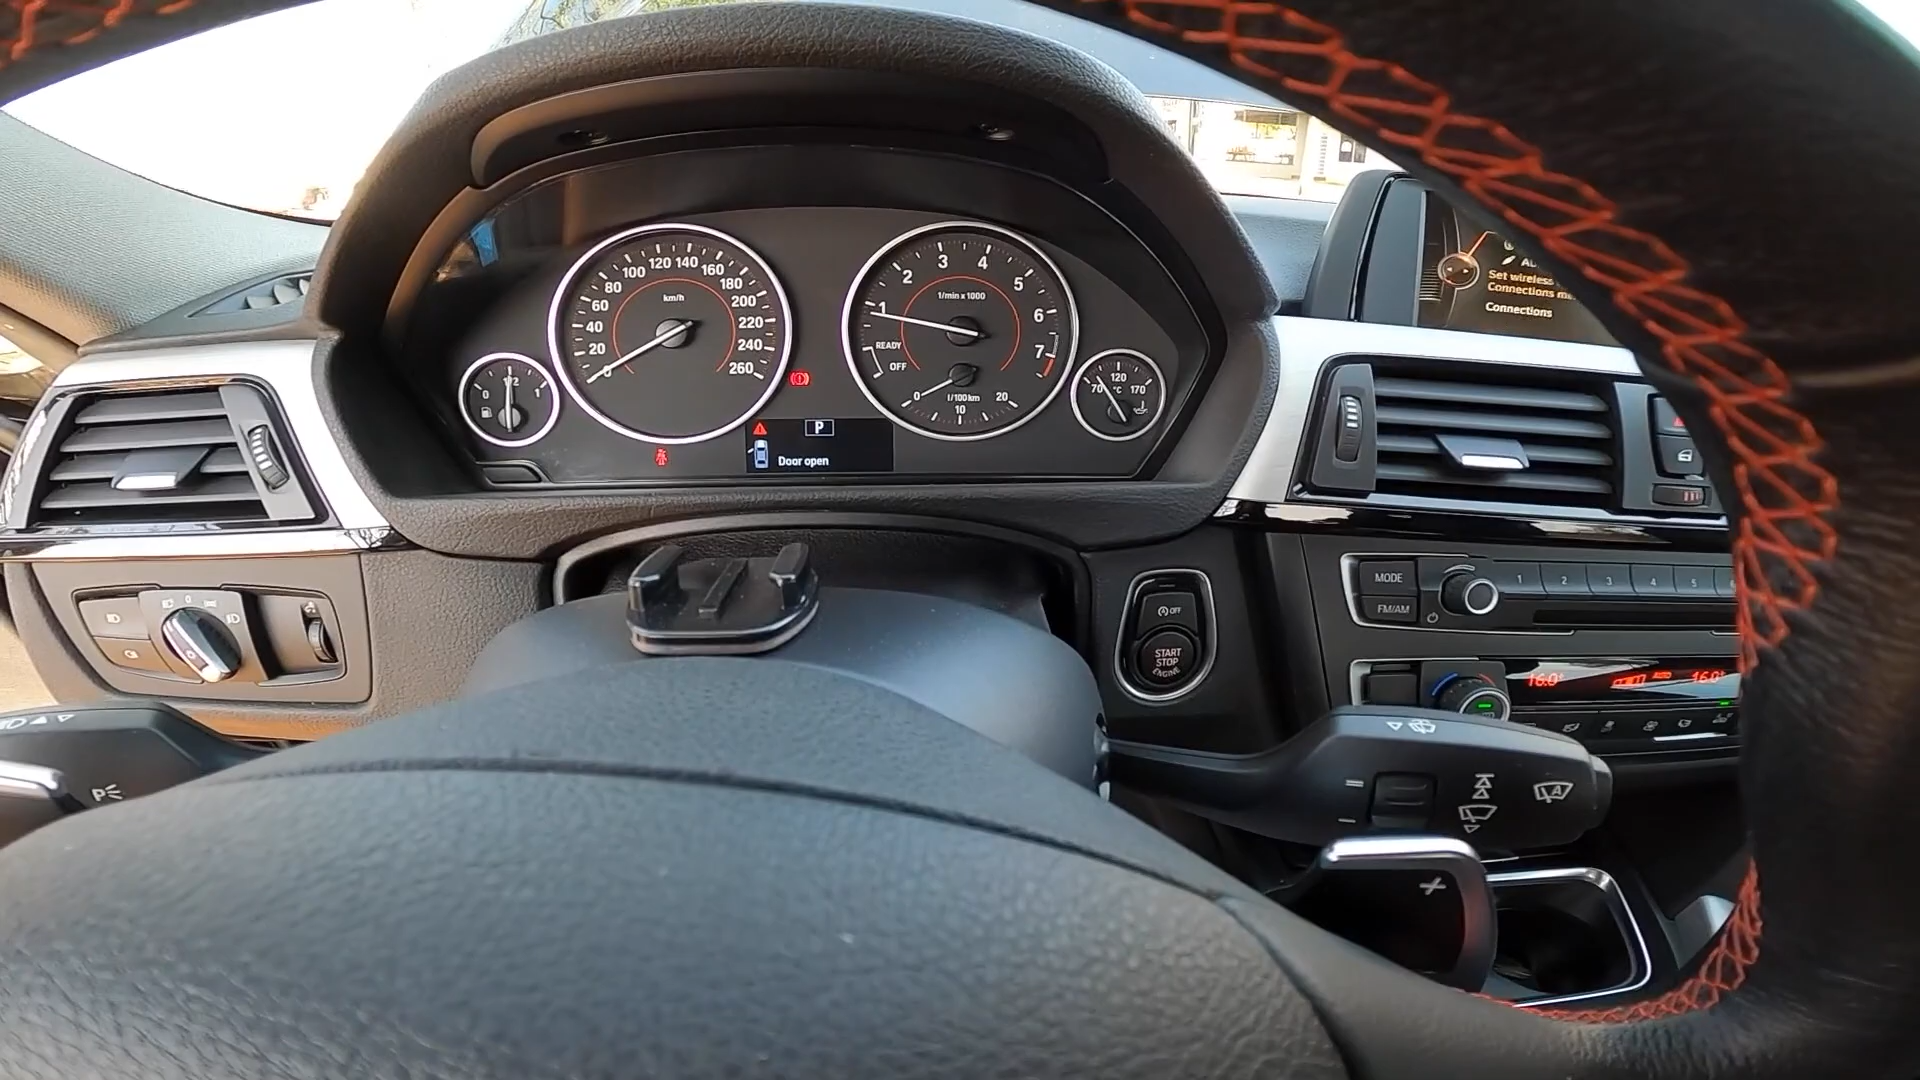 0
20
40
60
80
100
120
140
160
180
200
220
240
260
km/h
0
1/2
1
1
2
3
4
5
6
7
1/min x 1000
READY
OFF
0
10
20
l/100km
70
120
170
°C
P
Door open
Set wireless
Connections
Connections
MODE
FM/AM
1
2
3
4
5
OFF
START
STOP
ENGINE
16.0°
AUTO
16.0°
0
P
A